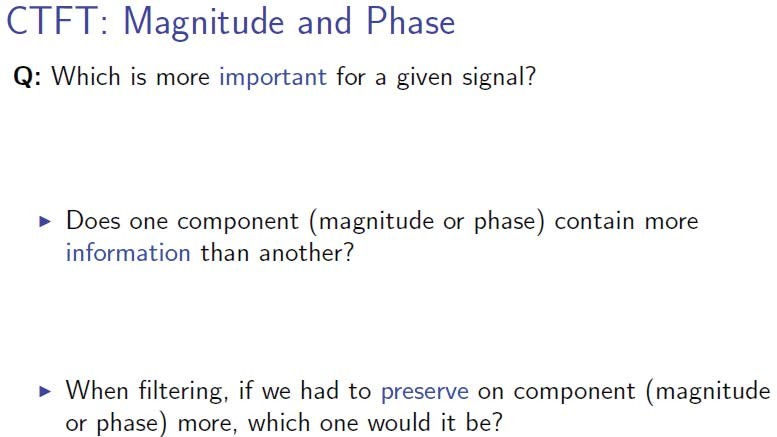 CTFT: Magnitude and Phase
Q: Which is more important for a given signal?
▶ Does one component (magnitude or phase) contain more
information than another?
▶ When filtering, if we had to preserve on component (magnitude
or phase) more, which one would it be?